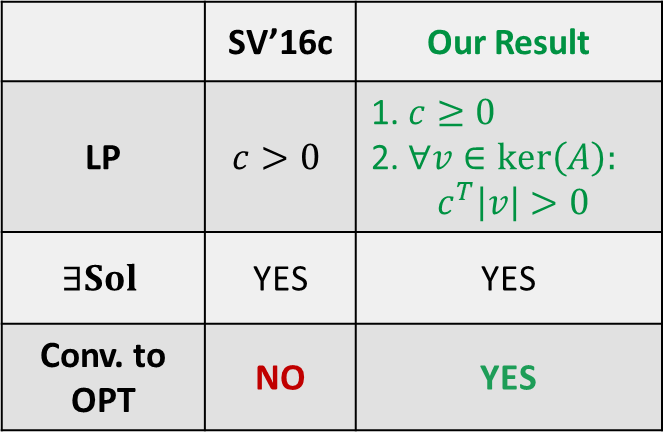 SV'16c
Our Result
LP
c > 0
1. c ≥ 0
2. ∀v ∈ ker(A):
c^T|v| > 0
∃Sol
YES
YES
Conv. to
OPT
NO
YES